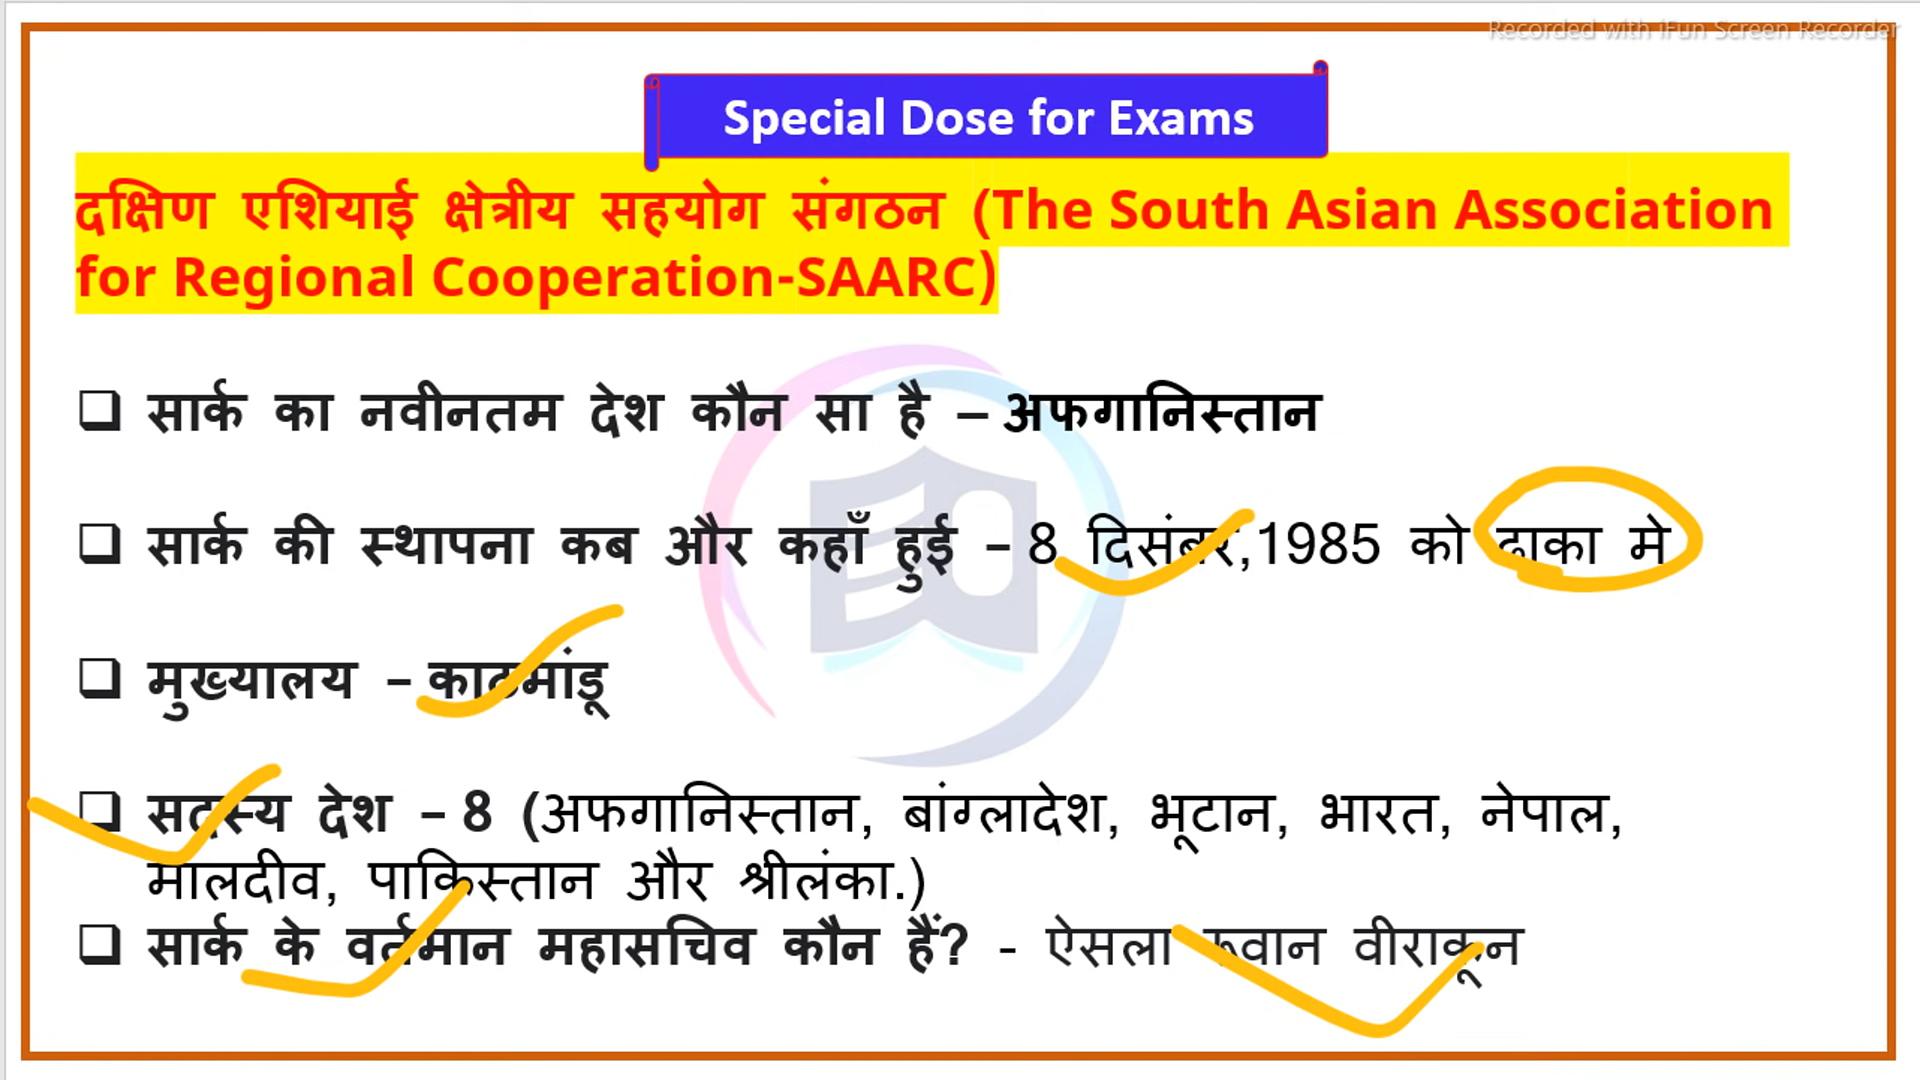 Recorded with iFun Screen Recorder
Special Dose for Exams
दक्षिण एशियाई क्षेत्रीय सहयोग संगठन (The South Asian Association
for Regional Cooperation-SAARC)
सार्क का नवीनतम देश कौन सा है – अफगानिस्तान
सार्क की स्थापना कब और कहाँ हुई – 8 दिसंबर,1985 को ढाका मे
मुख्यालय – काठमांडू
सदस्य देश – 8 (अफगानिस्तान, बांग्लादेश, भूटान, भारत, नेपाल,
मालदीव, पाकिस्तान और श्रीलंका.)
सार्क के वर्तमान महासचिव कौन हैं? - ऐसला रूवान वीराकून